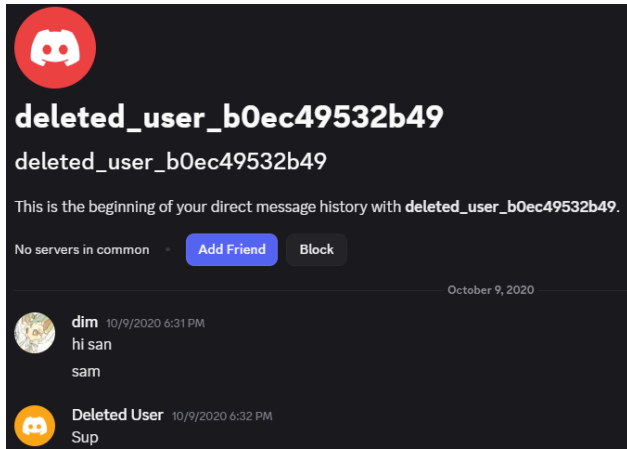 deleted_user_b0ec49532b49
deleted_user_b0ec49532b49
This is the beginning of your direct message history with deleted_user_b0ec49532b49.
No servers in common • Add Friend Block
October 9, 2020
dim 10/9/2020 6:31 PM
hi san
sam
Deleted User 10/9/2020 6:32 PM
Sup